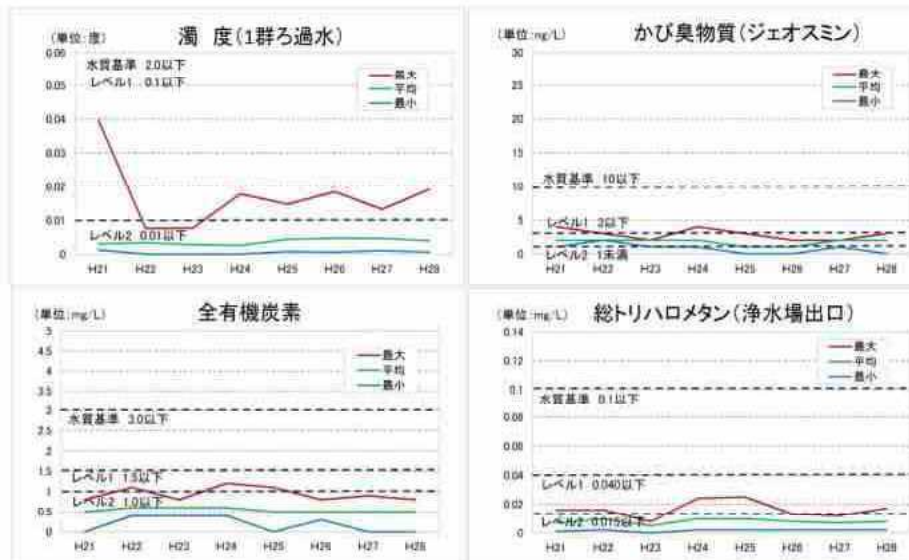 濁 度(1群ろ過水)
(単位:度)
0.06
0.05
0.04
0.03
0.02
0.01
0
水質基準 2.0以下
レベル1 0.1以下
最大
平均
最小
レベル2 0.01以下
H21 H22 H23 H24 H25 H26 H27 H28
かび臭物質(ジェオスミン)
(単位:ng/L)
30
25
20
15
10
5
0
最大
平均
最小
水質基準 10以下
レベル1 3以下
レベル2 1未満
H21 H22 H23 H24 H25 H26 H27 H28
全有機炭素
(単位:mg/L)
5
4.5
4
3.5
3
2.5
2
1.5
1
0.5
0
最大
平均
最小
水質基準 3.0以下
レベル1 1.5以下
レベル2 1.0以下
H21 H22 H23 H24 H25 H26 H27 H28
総トリハロメタン(浄水場出口)
(単位:mg/L)
0.14
0.12
0.1
0.08
0.06
0.04
0.02
0
最大
平均
最小
水質基準 0.1以下
レベル1 0.040以下
レベル2 0.015以下
H21 H22 H23 H24 H25 H26 H27 H28